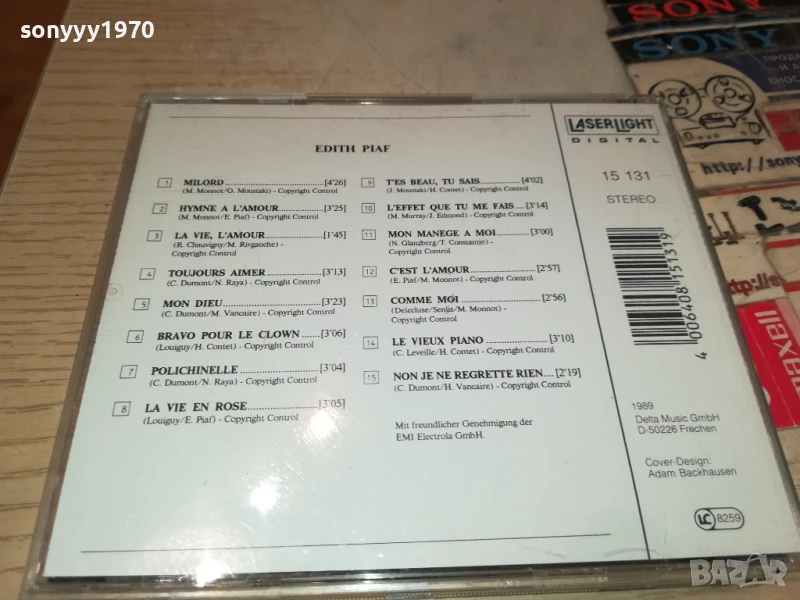 sonyyy1970
SONY
SONY
ПРОДА
И А
ВНОС
http://sony
maxell
EDITH PIAF
1 MILORD [4'26]
(M. Monnot/G. Moustaki) - Copyright Control
2 HYMNE A L'AMOUR [3'25]
(M. Monnot/E. Piaf) - Copyright Control
3 LA VIE, L'AMOUR [1'45]
(R. Chauvigny/M. Rivgauche) -
Copyright Control
4 TOUJOURS AIMER [3'13]
(C. Dumont/N. Raya) - Copyright Control
5 MON DIEU [3'23]
(C. Dumont/M. Vancaire) - Copyright Control
6 BRAVO POUR LE CLOWN [3'06]
(Louiguy/H. Contet) - Copyright Control
7 POLICHINELLE [3'04]
(C. Dumont/N. Raya) - Copyright Control
8 LA VIE EN ROSE [3'05]
(Louiguy/E. Piaf) - Copyright Control
9 T'ES BEAU, TU SAIS [4'02]
(J. Moustaki/H. Contet) - Copyright Control
10 L'EFFET QUE TU ME FAIS [3'14]
(M. Murray/J. Edmond) - Copyright Control
11 MON MANEGE A MOI [3'00]
(N. Glanzberg/T. Constantin) -
Copyright Control
12 C'EST L'AMOUR [2'57]
(E. Piaf/M. Monnot) - Copyright Control
13 COMME MOI [2'56]
(Delecluse/Senlis/M. Monnot) -
Copyright Control
14 LE VIEUX PIANO [3'10]
(C. Leveille/H. Contet) - Copyright Control
15 NON JE NE REGRETTE RIEN [2'19]
(C. Dumont/H. Vancaire) - Copyright Control
Mit freundlicher Genehmigung der
EMI Electrola GmbH.
LASERLIGHT
DIGITAL
15 131
STEREO
4 006408 151319
1989
Delta Music GmbH
D-50226 Frechen
Cover-Design:
Adam Backhausen
LC 8259
BAZAR